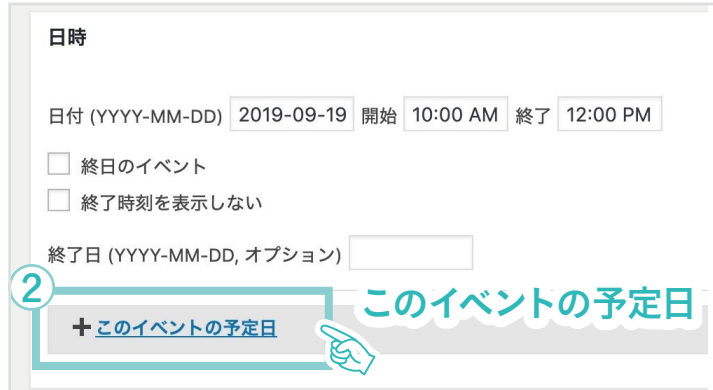 日時
日付 (YYYY-MM-DD) 2019-09-19 開始 10:00 AM 終了 12:00 PM
終日のイベント
終了時刻を表示しない
終了日 (YYYY-MM-DD, オプション)
②
このイベントの予定日
+このイベントの予定日